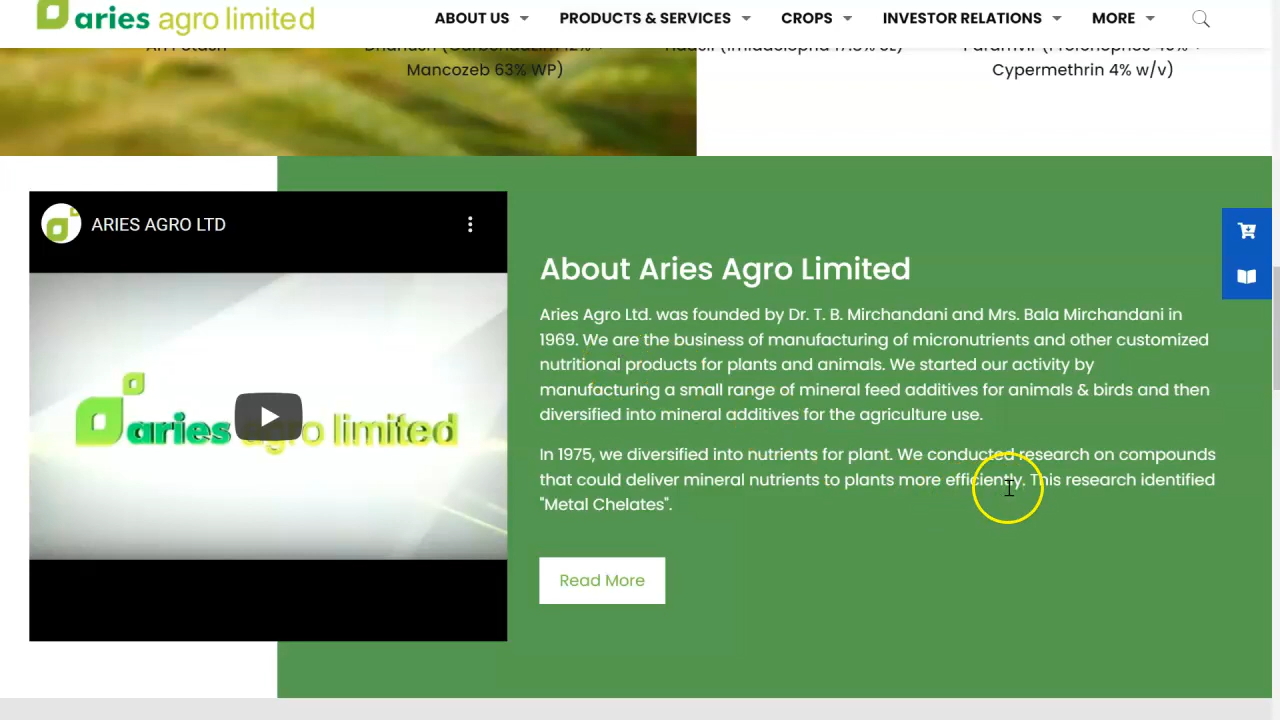 aries agro limited
ABOUT US
PRODUCTS & SERVICES
CROPS
INVESTOR RELATIONS
MORE
Mancozeb 63% WP)
Cypermethrin 4% w/v)
ARIES AGRO LTD
aries agro limited
About Aries Agro Limited
Aries Agro Ltd. was founded by Dr. T. B. Mirchandani and Mrs. Bala Mirchandani in
1969. We are the business of manufacturing of micronutrients and other customized
nutritional products for plants and animals. We started our activity by
manufacturing a small range of mineral feed additives for animals & birds and then
diversified into mineral additives for the agriculture use.
In 1975, we diversified into nutrients for plant. We conducted research on compounds
that could deliver mineral nutrients to plants more efficiently. This research identified
"Metal Chelates".
Read More